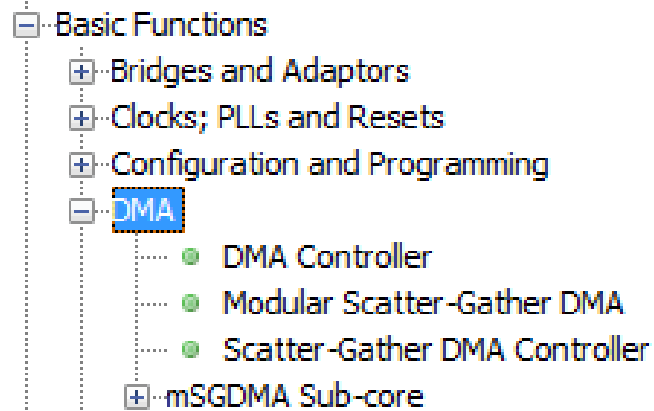 Basic Functions
Bridges and Adaptors
Clocks; PLLs and Resets
Configuration and Programming
DMA
DMA Controller
Modular Scatter-Gather DMA
Scatter-Gather DMA Controller
mSGDMA Sub-core